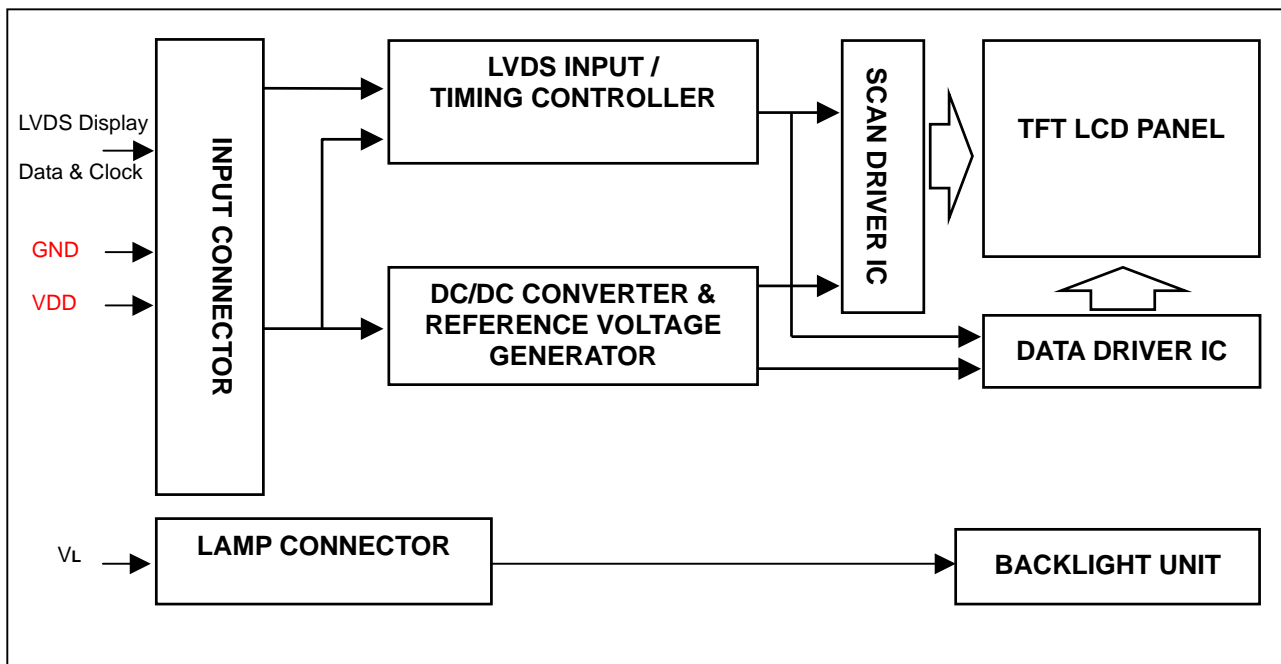 LVDS Display
Data & Clock
GND
VDD
INPUT CONNECTOR
LVDS INPUT /
TIMING CONTROLLER
DC/DC CONVERTER &
REFERENCE VOLTAGE
GENERATOR
SCAN DRIVER IC
TFT LCD PANEL
DATA DRIVER IC
VL
LAMP CONNECTOR
BACKLIGHT UNIT